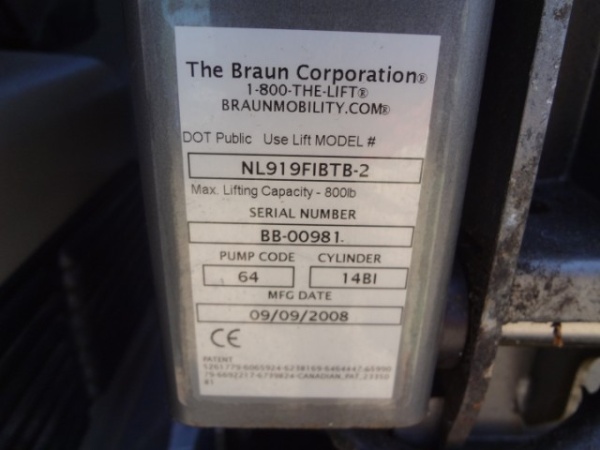 The Braun Corporation®
1-800-THE-LIFT®
BRAUNMOBILITY.COM®
DOT Public Use Lift MODEL #
NL919FIBTB-2
Max. Lifting Capacity - 800lb
SERIAL NUMBER
BB-00981
PUMP CODE CYLINDER
64 14BI
MFG DATE
09/09/2008
CE
PATENT